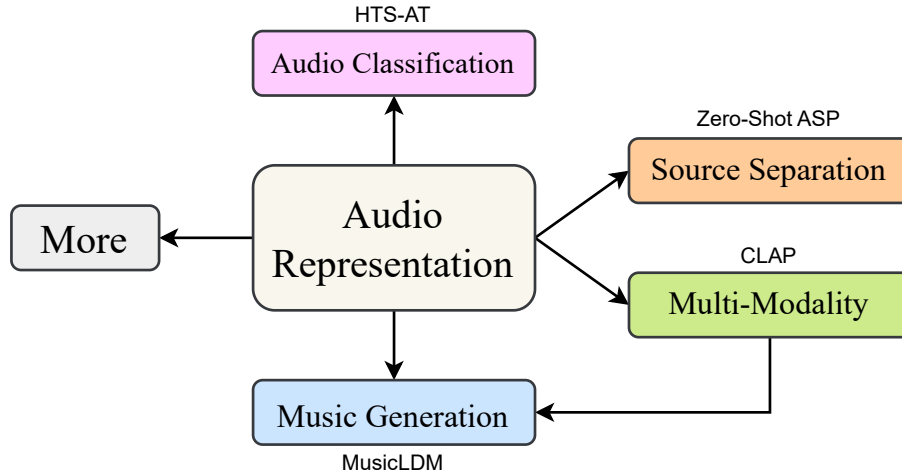 HTS-AT
Audio Classification
Zero-Shot ASP
Source Separation
Audio
Representation
More
CLAP
Multi-Modality
Music Generation
MusicLDM